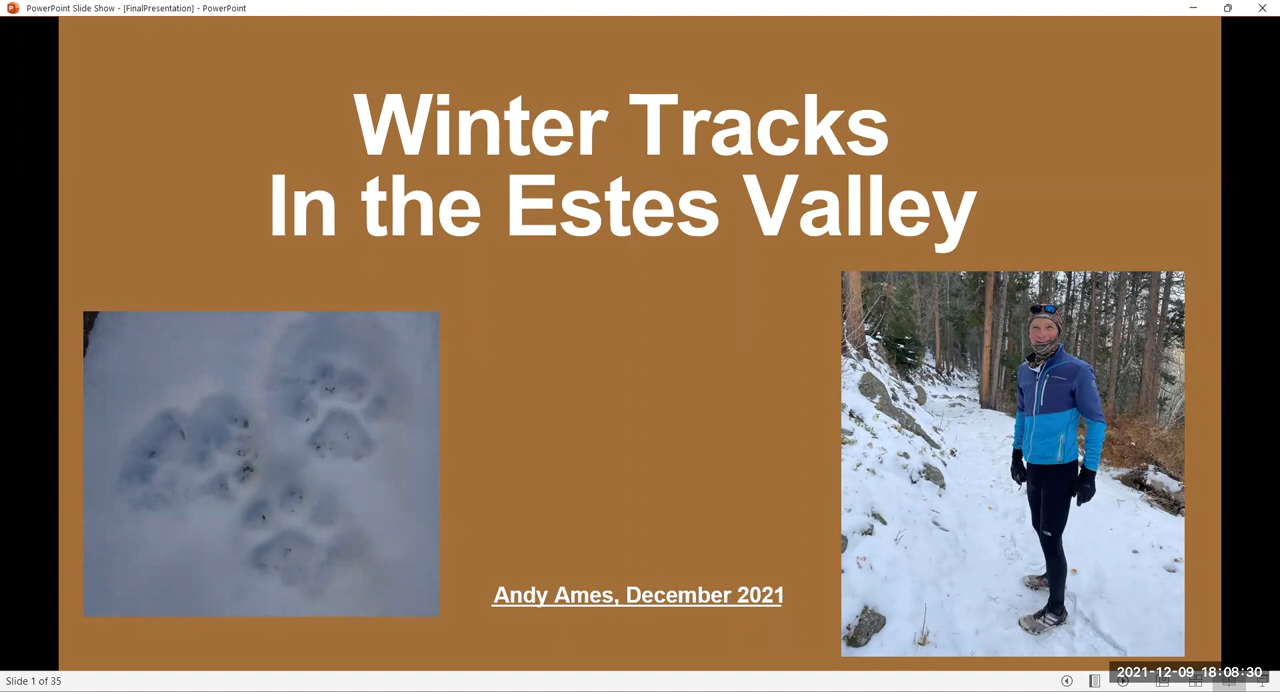 PowerPoint Slide Show - [FinalPresentation] - PowerPoint
Winter Tracks
In the Estes Valley
Andy Ames, December 2021
Slide 1 of 35
2021-12-09 18:08:30